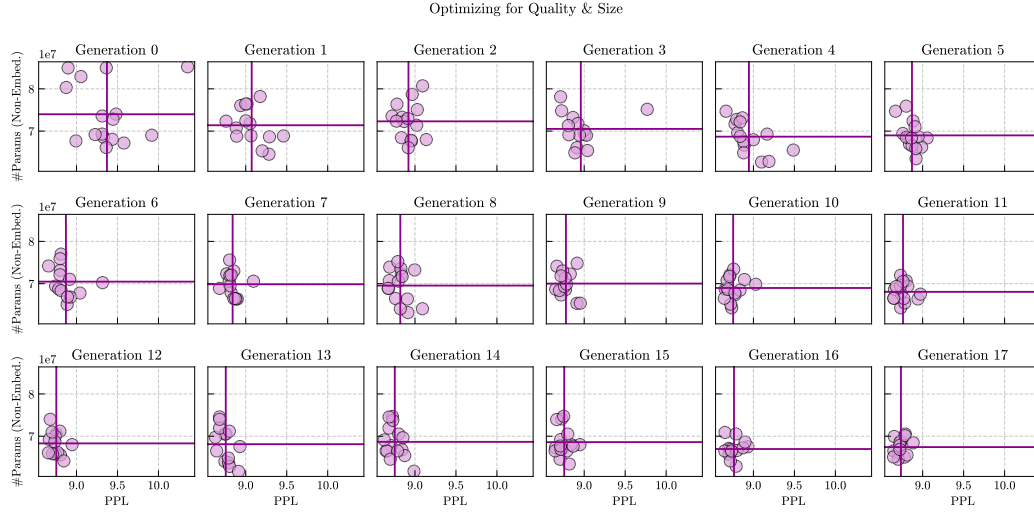 Optimizing for Quality & Size
Generation 0 Generation 1 Generation 2 Generation 3 Generation 4 Generation 5
1e7
#Params (Non-Embed.)
8
7
Generation 6 Generation 7 Generation 8 Generation 9 Generation 10 Generation 11
1e7
#Params (Non-Embed.)
8
7
Generation 12 Generation 13 Generation 14 Generation 15 Generation 16 Generation 17
1e7
#Params (Non-Embed.)
8
7
9.0 9.5 10.0 9.0 9.5 10.0 9.0 9.5 10.0 9.0 9.5 10.0 9.0 9.5 10.0 9.0 9.5 10.0
PPL PPL PPL PPL PPL PPL